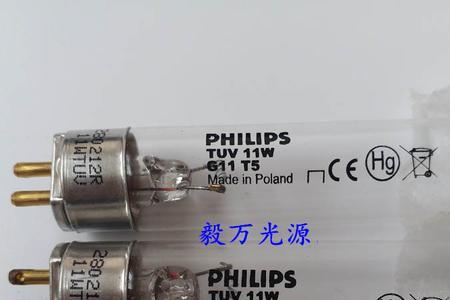 280212R
11WTUV
PHILIPS
TUV 11W
G11 T5
Made in Poland
CE
Hg
毅万光源
280212R
PHILIPS
TUV 11W